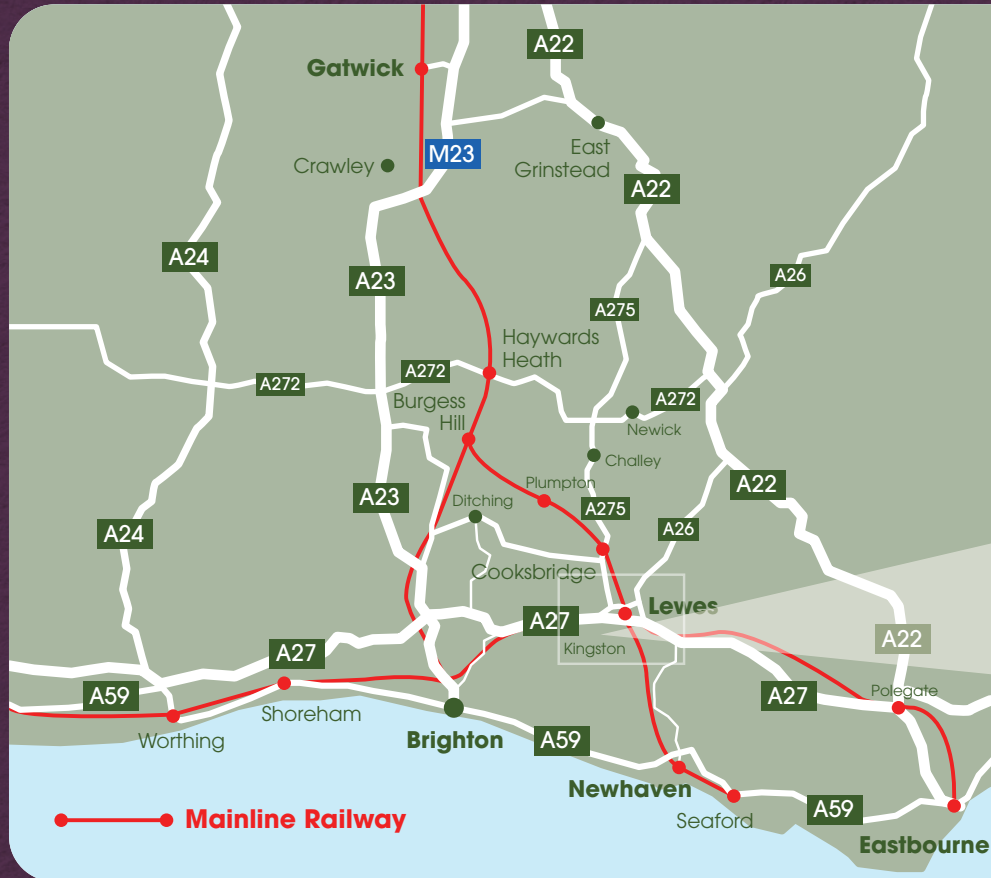 A22
Gatwick
East
Grinstead
M23
Crawley
A22
A24
A26
A23
A275
Haywards
Heath
A272
A272
Burgess
Hill
A272
Newick
Challey
Plumpton
A22
A23
Ditching
A275
A24
A26
Cooksbridge
Lewes
A27
Kingston
A22
A27
A59
Polegate
A27
Shoreham
Worthing
Brighton
A59
Newhaven
Seaford
A59
Mainline Railway
Eastbourne